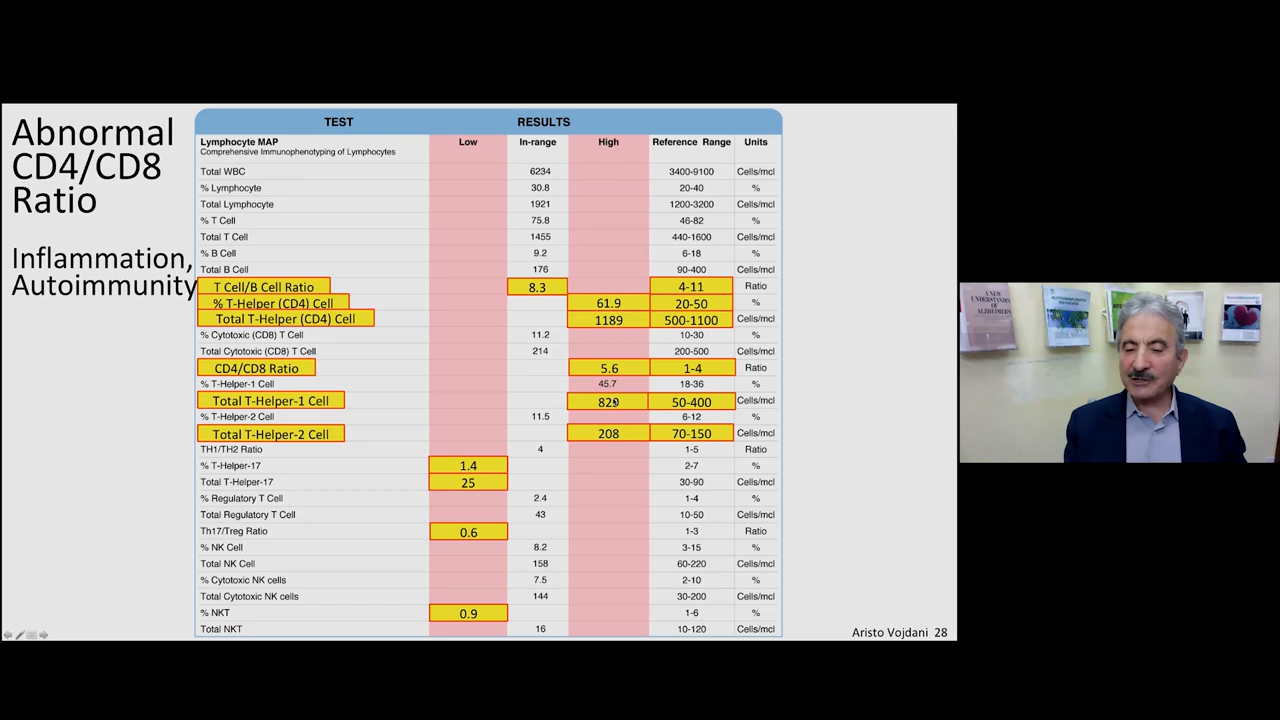 Abnormal
CD4/CD8
Ratio
Inflammation,
Autoimmunity
TEST RESULTS
Lymphocyte MAP Low In-range High Reference Range Units
Comprehensive Immunophenotyping of Lymphocytes
Total WBC 6234 3400-9100 Cells/mcl
% Lymphocyte 30.8 20-40 %
Total Lymphocyte 1921 1200-3200 Cells/mcl
% T Cell 75.8 46-82 %
Total T Cell 1455 440-1600 Cells/mcl
% B Cell 9.2 6-18 %
Total B Cell 176 90-400 Cells/mcl
T Cell/B Cell Ratio 8.3 4-11 Ratio
% T-Helper (CD4) Cell 61.9 20-50 %
Total T-Helper (CD4) Cell 1189 500-1100 Cells/mcl
% Cytotoxic (CD8) T Cell 11.2 10-30 %
Total Cytotoxic (CD8) T Cell 214 200-500 Cells/mcl
CD4/CD8 Ratio 5.6 1-4 Ratio
% T-Helper-1 Cell 45.7 18-36 %
Total T-Helper-1 Cell 829 50-400 Cells/mcl
% T-Helper-2 Cell 11.5 6-12 %
Total T-Helper-2 Cell 208 70-150 Cells/mcl
TH1/TH2 Ratio 4 1-5 Ratio
% T-Helper-17 1.4 2-7 %
Total T-Helper-17 25 30-90 Cells/mcl
% Regulatory T Cell 2.4 1-4 %
Total Regulatory T Cell 43 10-50 Cells/mcl
Th17/Treg Ratio 0.6 1-3 Ratio
% NK Cell 8.2 3-15 %
Total NK Cell 158 60-220 Cells/mcl
% Cytotoxic NK cells 7.5 2-10 %
Total Cytotoxic NK cells 144 30-200 Cells/mcl
% NKT 0.9 1-6 %
Total NKT 16 10-120 Cells/mcl
Aristo Vojdani 28
A NEW
UNDERSTANDING
OF
ALZHEIMER'S
AUTOIMMUNITY
REVIEWS